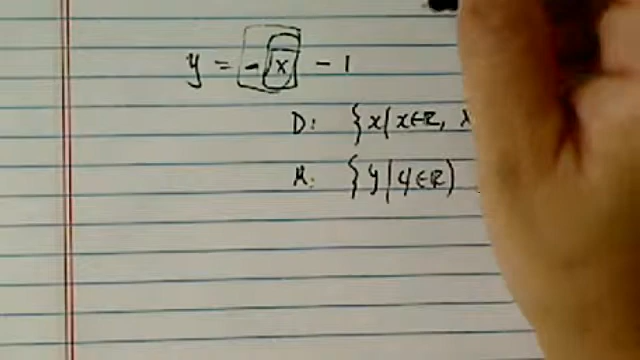 y = - x - 1
D: {x | x∈R,
R: {y | y∈R}